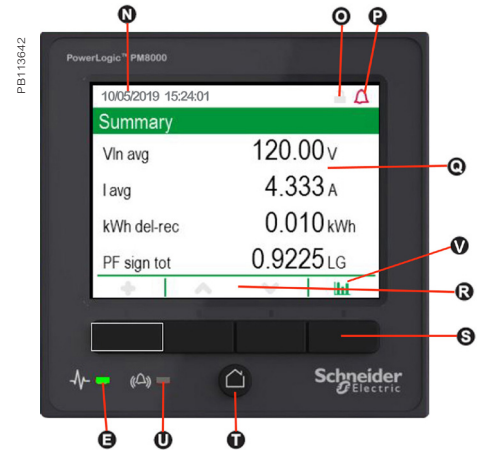 N
O
P
PB113642
PowerLogic™ PM8000
10/05/2019 15:24:01
Summary
Vln avg 120.00 V
I avg 4.333 A
kWh del-rec 0.010 kWh
PF sign tot 0.9225 LG
Q
V
R
S
Schneider
Electric
E
U
T